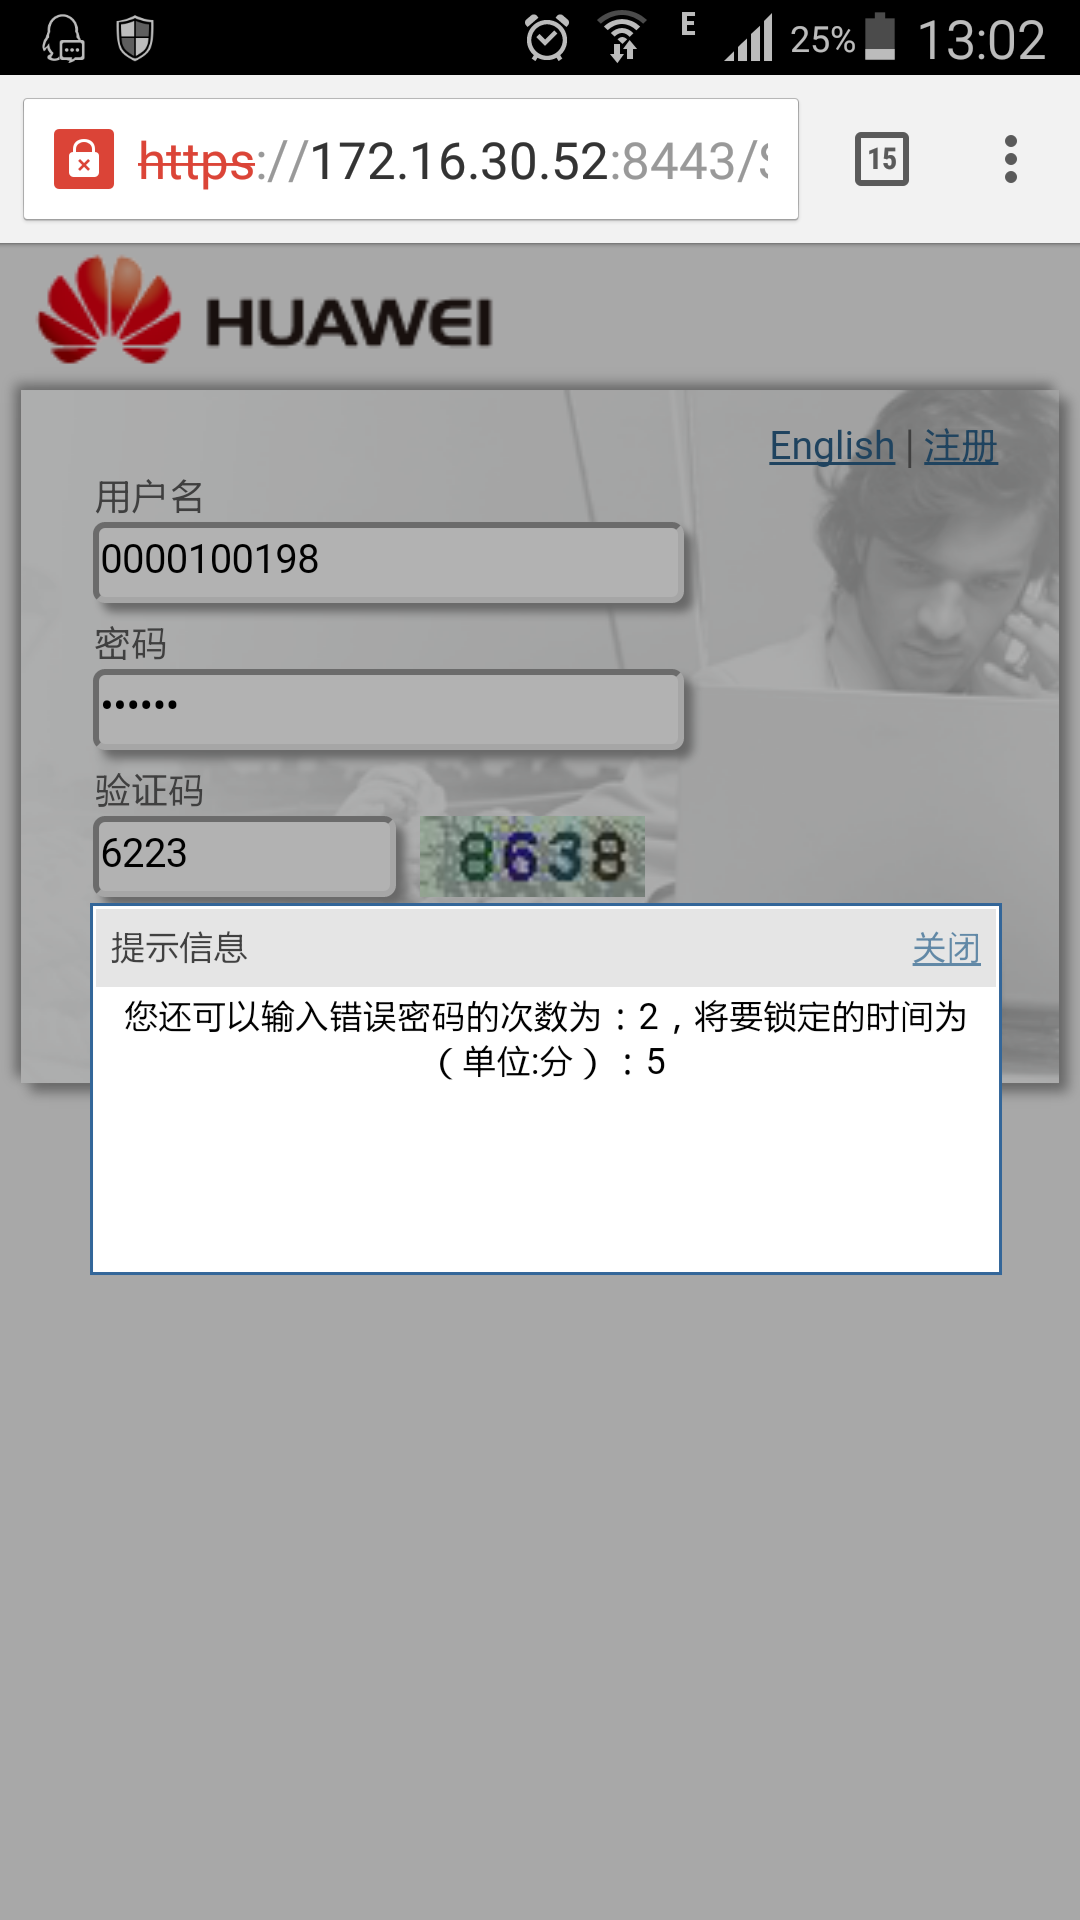 E
25%
13:02
https://172.16.30.52:8443/S
15
HUAWEI
English | 注册
用户名
0000100198
密码
••••••
验证码
6223
8638
提示信息
关闭
您还可以输入错误密码的次数为：2，将要锁定的时间为
（单位:分）：5